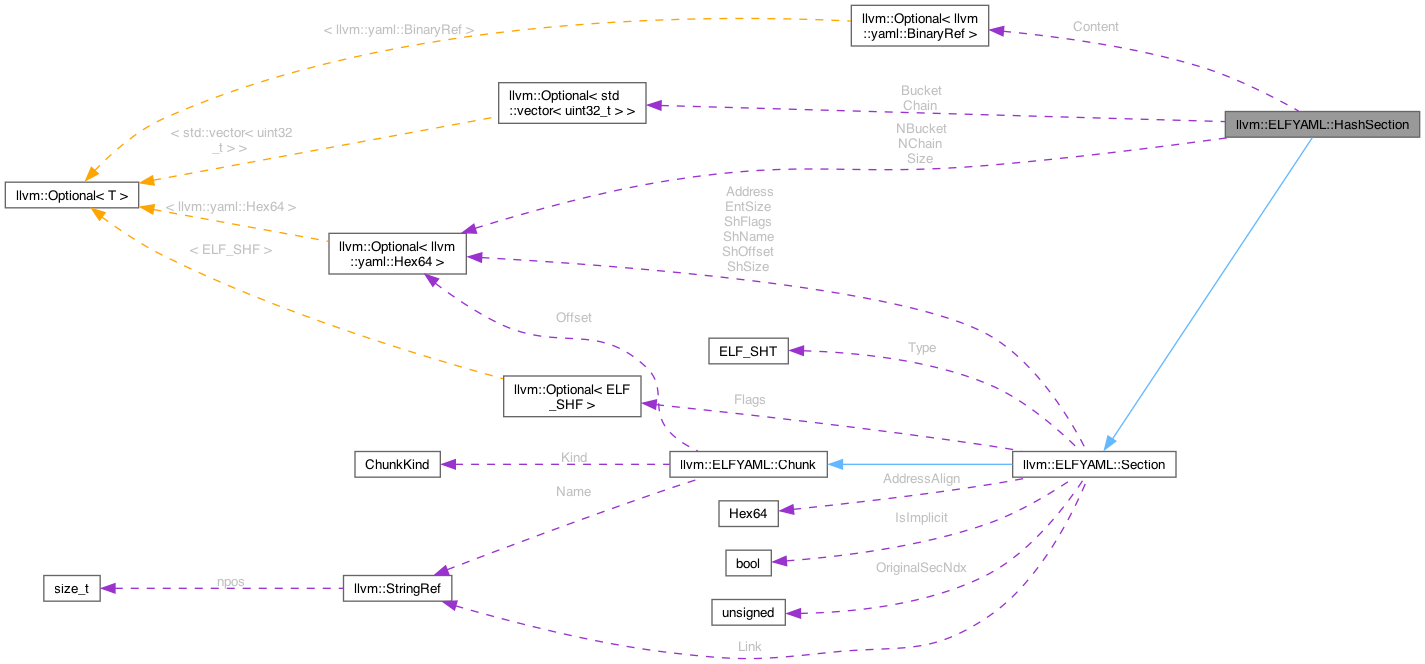 llvm::Optional< llvm
::yaml::BinaryRef >
Content
< llvm::yaml::BinaryRef >
llvm::Optional< std
::vector< uint32_t > >
Bucket
Chain
llvm::ELFYAML::HashSection
< std::vector< uint32
_t > >
NBucket
NChain
Size
llvm::Optional< T >
< llvm::yaml::Hex64 >
Address
EntSize
ShFlags
ShName
ShOffset
ShSize
llvm::Optional< llvm
::yaml::Hex64 >
< ELF_SHF >
Offset
ELF_SHT
Type
llvm::Optional< ELF
_SHF >
Flags
ChunkKind
Kind
llvm::ELFYAML::Chunk
llvm::ELFYAML::Section
Name
AddressAlign
Hex64
IsImplicit
bool
OriginalSecNdx
size_t
npos
llvm::StringRef
unsigned
Link